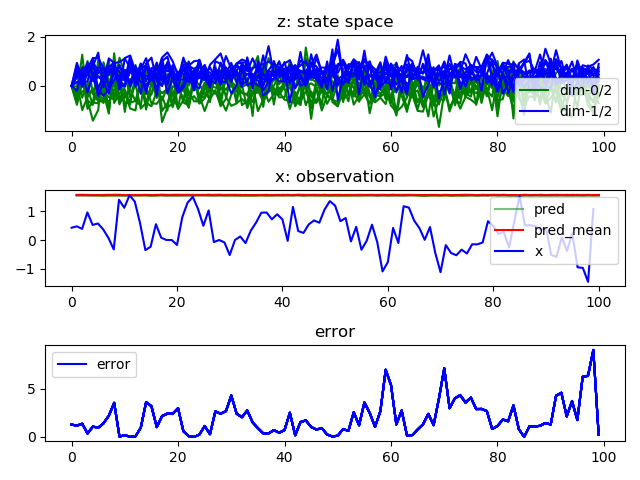 z: state space
2
0
dim-0/2
dim-1/2
0 20 40 60 80 100
x: observation
1
0
−1
pred
pred_mean
x
0 20 40 60 80 100
error
5
0
error
0 20 40 60 80 100